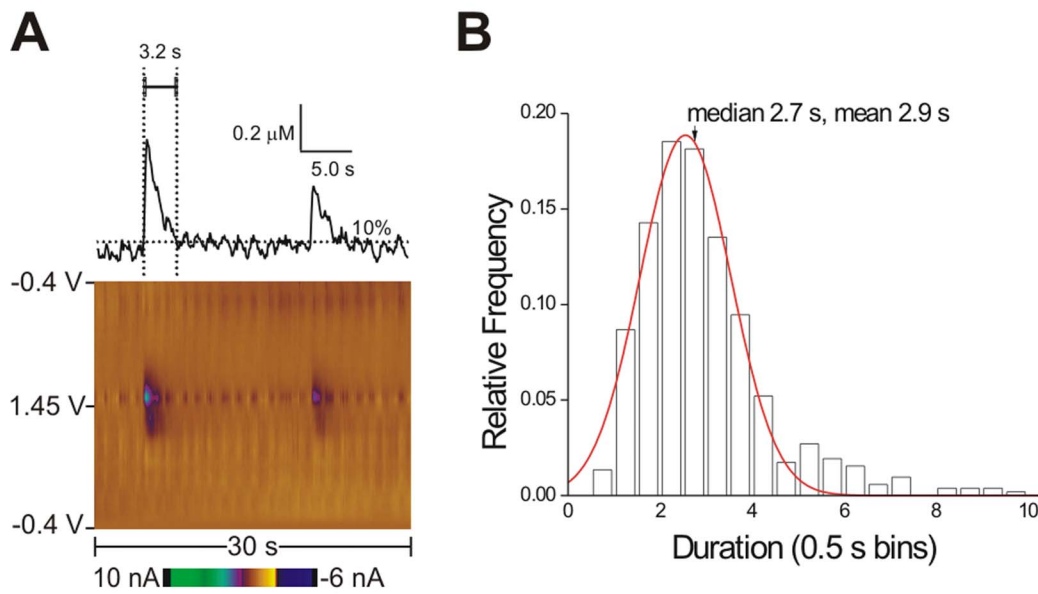 A
3.2 s
0.2 μM
5.0 s
10%
-0.4 V
1.45 V
-0.4 V
30 s
10 nA
-6 nA
B
median 2.7 s, mean 2.9 s
0.20
0.15
0.10
0.05
0.00
Relative Frequency
0 2 4 6 8 10
Duration (0.5 s bins)